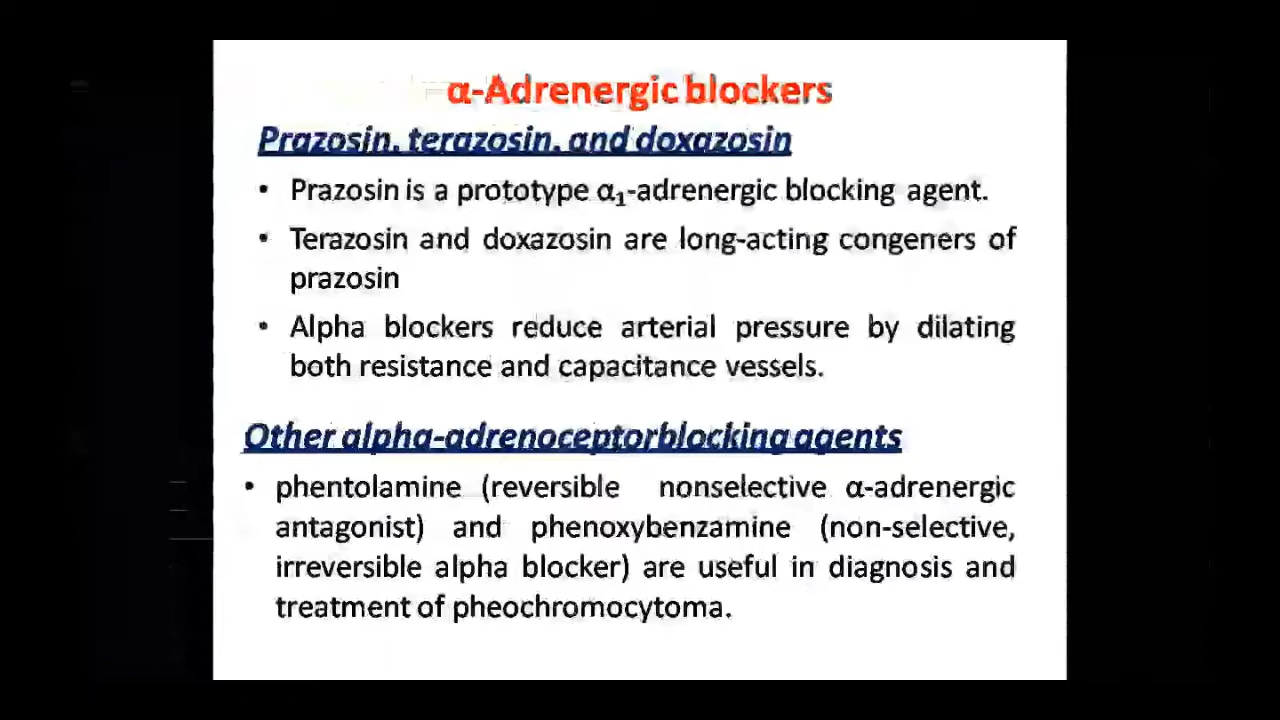 α-Adrenergic blockers
Prazosin, terazosin, and doxazosin
• Prazosin is a prototype α₁-adrenergic blocking agent.
• Terazosin and doxazosin are long-acting congeners of
prazosin
• Alpha blockers reduce arterial pressure by dilating
both resistance and capacitance vessels.
Other alpha-adrenoceptorblocking agents
• phentolamine (reversible nonselective α-adrenergic
antagonist) and phenoxybenzamine (non-selective,
irreversible alpha blocker) are useful in diagnosis and
treatment of pheochromocytoma.